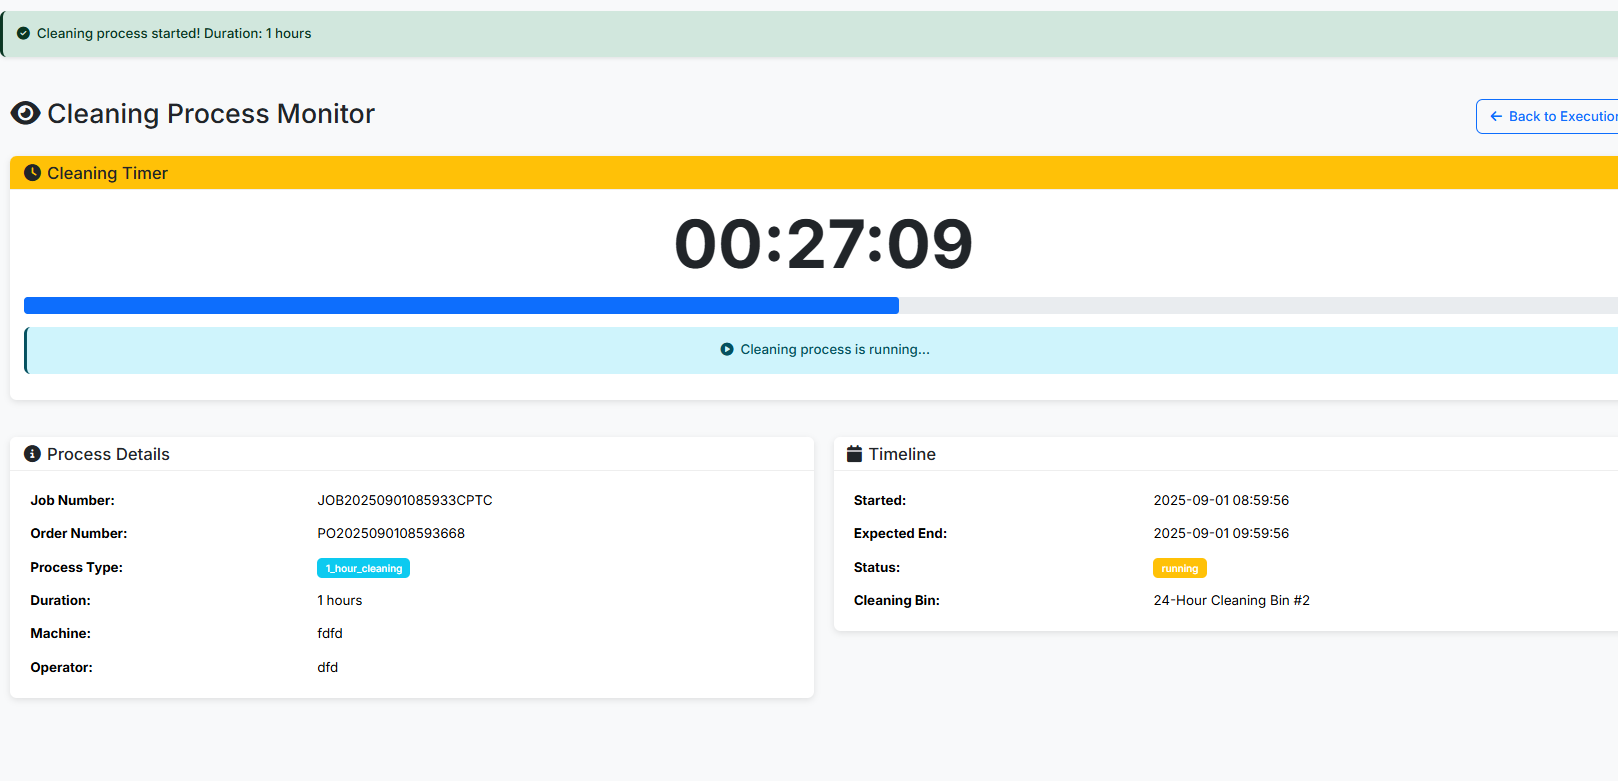 Cleaning process started! Duration: 1 hours
Cleaning Process Monitor
Back to Execution
Cleaning Timer
00:27:09
Cleaning process is running...
Process Details
Job Number: JOB20250901085933CPTC
Order Number: PO2025090108593668
Process Type: 1_hour_cleaning
Duration: 1 hours
Machine: fdfd
Operator: dfd
Timeline
Started: 2025-09-01 08:59:56
Expected End: 2025-09-01 09:59:56
Status: running
Cleaning Bin: 24-Hour Cleaning Bin #2